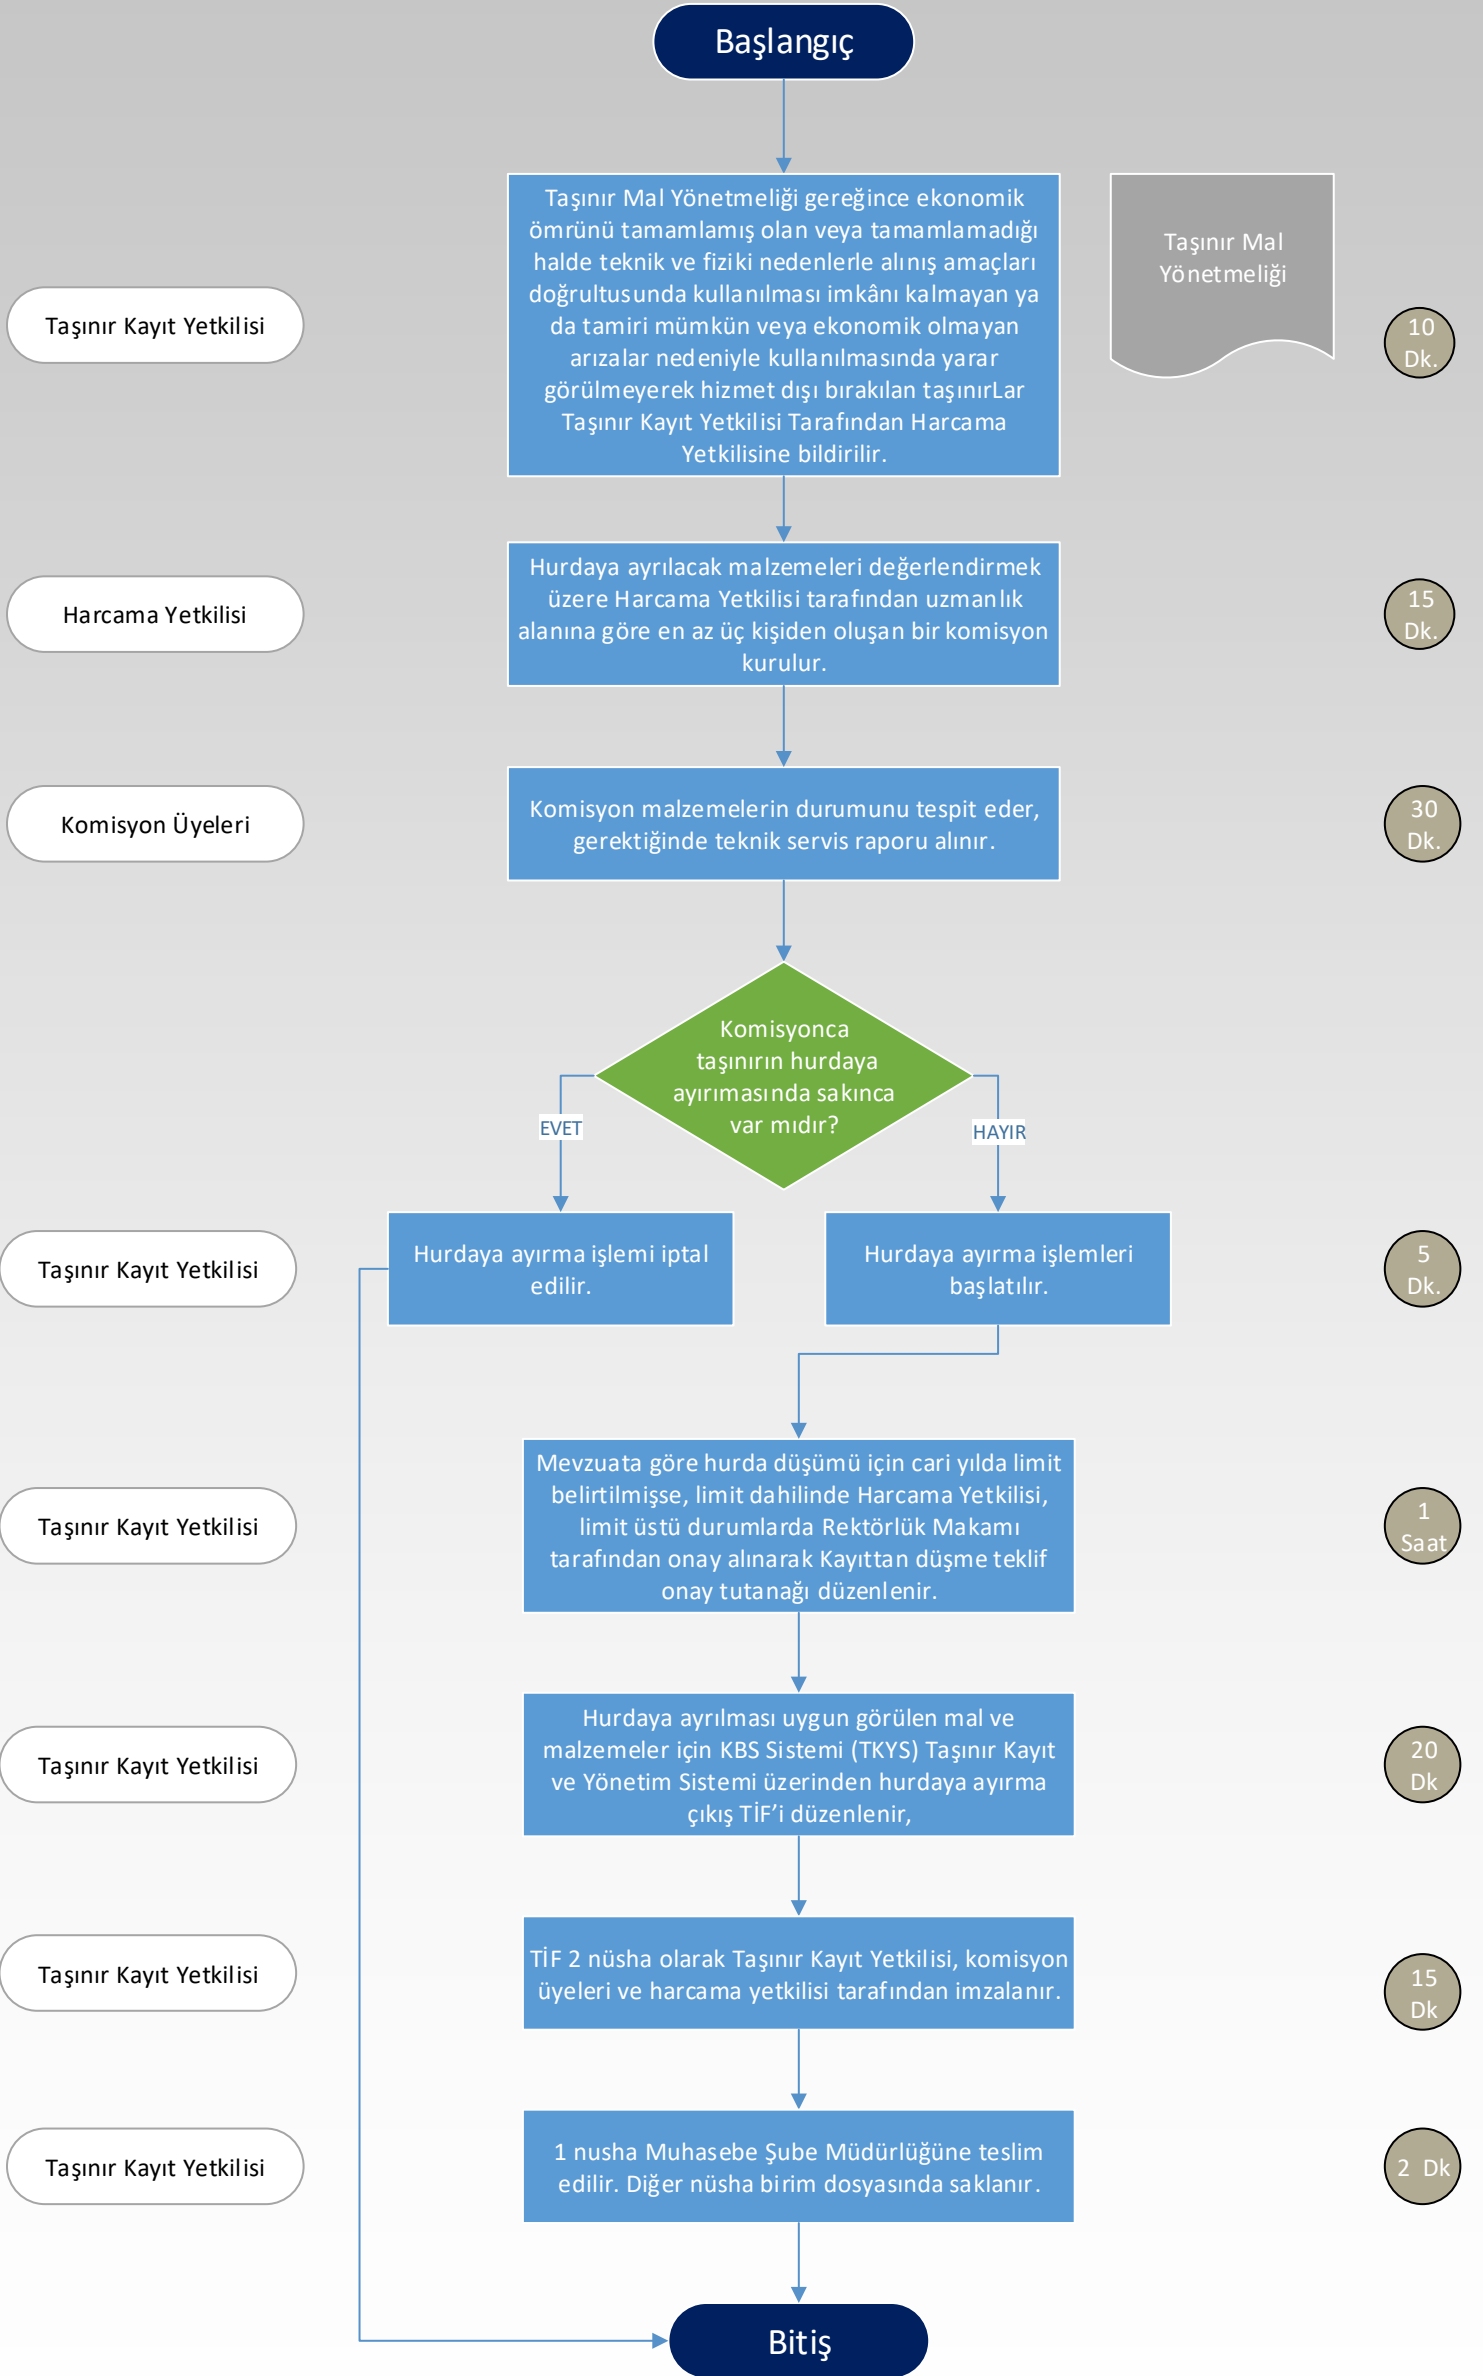 Başlangıç
Taşınır Kayıt Yetkilisi
Taşınır Mal Yönetmeliği gereğince ekonomik
ömrünü tamamlamış olan veya tamamlamadığı
halde teknik ve fiziki nedenlerle alınış amaçları
doğrultusunda kullanılması imkânı kalmayan ya
da tamiri mümkün veya ekonomik olmayan
arızalar nedeniyle kullanılmasında yarar
görülmeyerek hizmet dışı bırakılan taşınırLar
Taşınır Kayıt Yetkilisi Tarafından Harcama
Yetkilisine bildirilir.
Taşınır Mal
Yönetmeliği
10
Dk.
Harcama Yetkilisi
Hurdaya ayrılacak malzemeleri değerlendirmek
üzere Harcama Yetkilisi tarafından uzmanlık
alanına göre en az üç kişiden oluşan bir komisyon
kurulur.
15
Dk.
Komisyon Üyeleri
Komisyon malzemelerin durumunu tespit eder,
gerektiğinde teknik servis raporu alınır.
30
Dk.
Komisyonca
taşınırın hurdaya
ayırımasında sakınca
var mıdır?
EVET
HAYIR
Taşınır Kayıt Yetkilisi
Hurdaya ayırma işlemi iptal
edilir.
Hurdaya ayırma işlemleri
başlatılır.
5
Dk.
Taşınır Kayıt Yetkilisi
Mevzuata göre hurda düşümü için cari yılda limit
belirtilmişse, limit dahilinde Harcama Yetkilisi,
limit üstü durumlarda Rektörlük Makamı
tarafından onay alınarak Kayıttan düşme teklif
onay tutanağı düzenlenir.
1
Saat
Taşınır Kayıt Yetkilisi
Hurdaya ayrılması uygun görülen mal ve
malzemeler için KBS Sistemi (TKYS) Taşınır Kayıt
ve Yönetim Sistemi üzerinden hurdaya ayırma
çıkış TİF’i düzenlenir,
20
Dk
Taşınır Kayıt Yetkilisi
TİF 2 nüsha olarak Taşınır Kayıt Yetkilisi, komisyon
üyeleri ve harcama yetkilisi tarafından imzalanır.
15
Dk
Taşınır Kayıt Yetkilisi
1 nusha Muhasebe Şube Müdürlüğüne teslim
edilir. Diğer nüsha birim dosyasında saklanır.
2 Dk
Bitiş